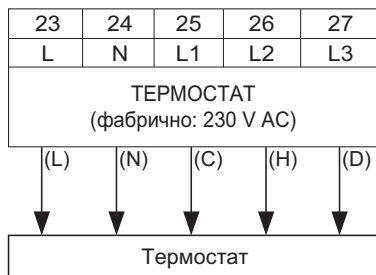 23 24 25 26 27
L N L1 L2 L3
ТЕРМОСТАТ
(фабрично: 230 V AC)
(L) (N) (C) (H) (D)
Термостат